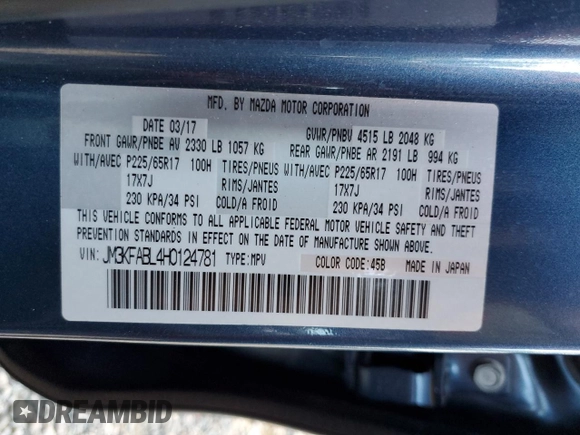 MFD. BY MAZDA MOTOR CORPORATION
DATE 03/17 GVWR/PNBV 4515 LB 2048 KG
FRONT GAWR/PNBE AV 2330 LB 1057 KG REAR GAWR/PNBE AR 2191 LB 994 KG
WITH/AVEC P225/65R17 100H TIRES/PNEUS WITH/AVEC P225/65R17 100H TIRES/PNEUS
17X7J RIMS/JANTES 17X7J RIMS/JANTES
230 KPA/34 PSI COLD/A FROID 230 KPA/34 PSI COLD/A FROID
THIS VEHICLE CONFORMS TO ALL APPLICABLE FEDERAL MOTOR VEHICLE SAFETY AND THEFT
PREVENTION STANDARDS IN EFFECT ON THE DATE OF MANUFACTURE SHOWN ABOVE.
VIN: JM3KFABL4H0124781 TYPE:MPV COLOR CODE:45B MADE IN JAPAN
DREAMBID